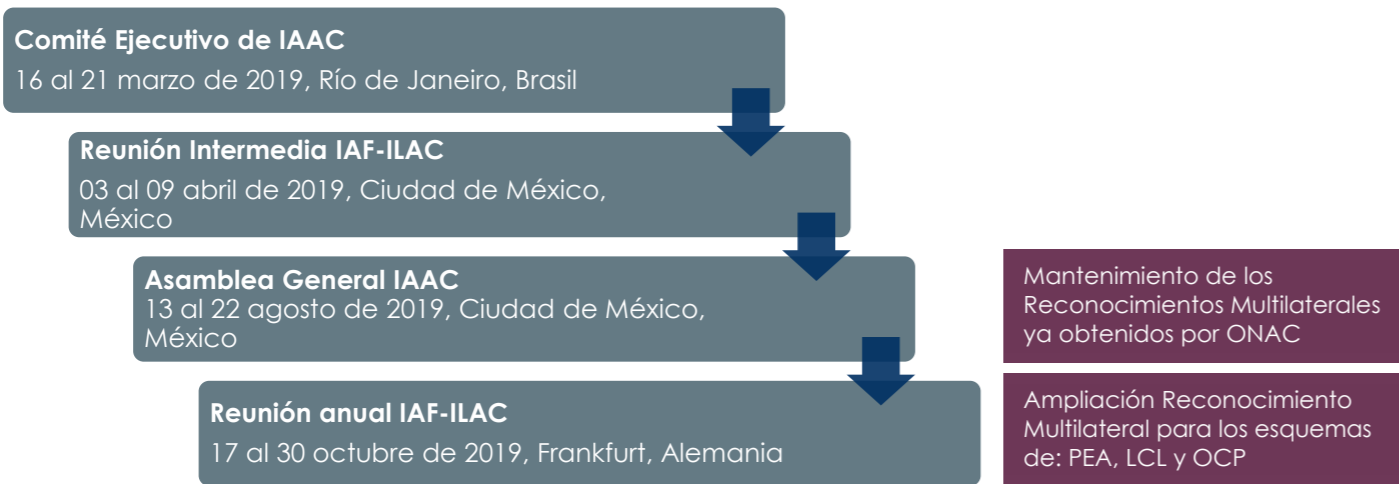 Comité Ejecutivo de IAAC
16 al 21 marzo de 2019, Río de Janeiro, Brasil
Reunión Intermedia IAF-ILAC
03 al 09 abril de 2019, Ciudad de México,
México
Asamblea General IAAC
13 al 22 agosto de 2019, Ciudad de México,
México
Mantenimiento de los
Reconocimientos Multilaterales
ya obtenidos por ONAC
Reunión anual IAF-ILAC
17 al 30 octubre de 2019, Frankfurt, Alemania
Ampliación Reconocimiento
Multilateral para los esquemas
de: PEA, LCL y OCP